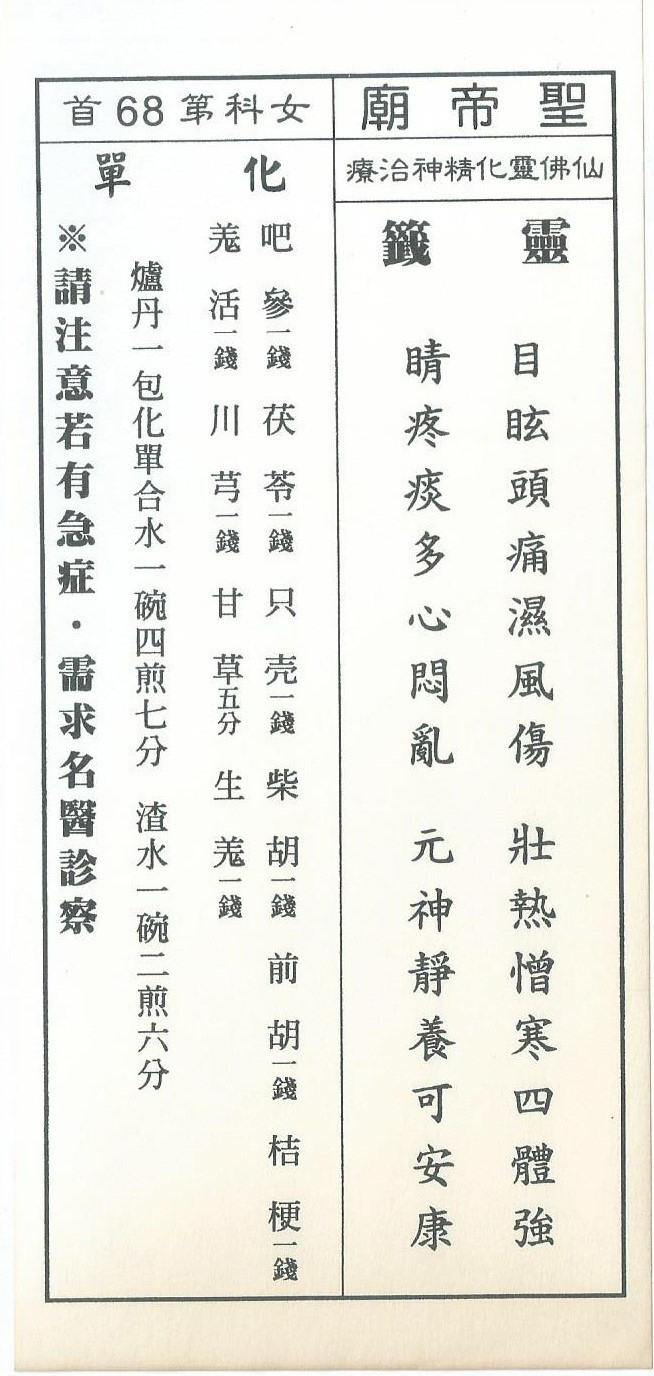 聖帝廟
仙佛靈化精神治療
靈籤
目眩頭痛濕風傷 壯熱憎寒四體強
睛疼痰多心悶亂 元神靜養可安康
女科第68首
化單
吧參一錢 茯苓一錢 只壳一錢 柴胡一錢 前胡一錢 桔梗一錢
羗活一錢 川芎一錢 甘草五分 生羗一錢
爐丹一包化單合水一碗四煎七分 渣水一碗二煎六分
※請注意若有急症・需求名醫診察